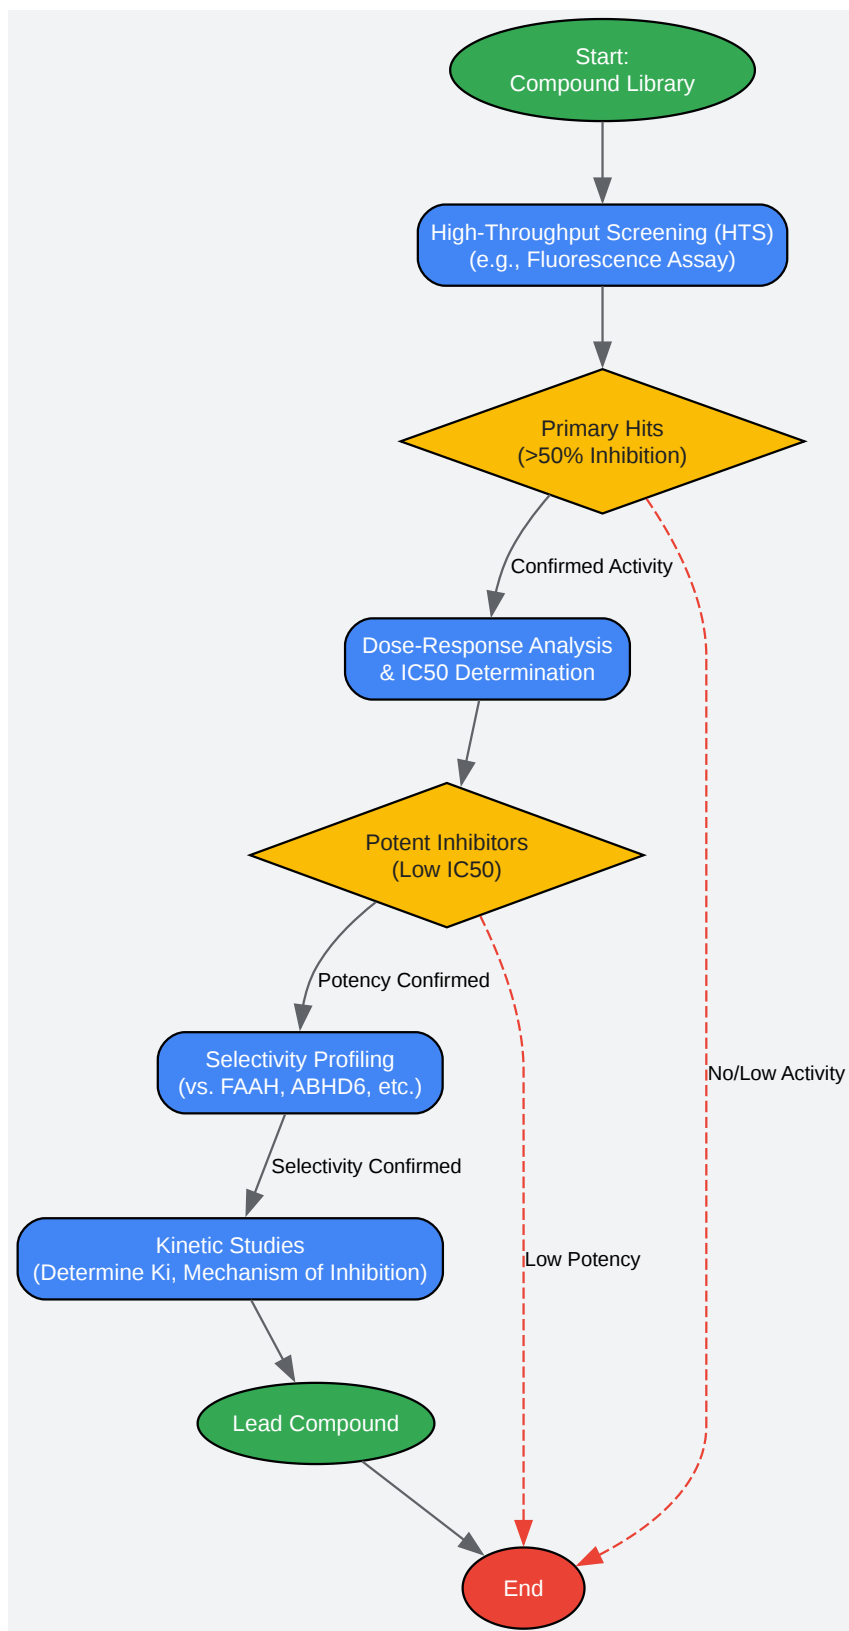 Start:
Compound Library
High-Throughput Screening (HTS)
(e.g., Fluorescence Assay)
Primary Hits
(>50% Inhibition)
Confirmed Activity
Dose-Response Analysis
& IC50 Determination
Potent Inhibitors
(Low IC50)
Potency Confirmed
Selectivity Profiling
(vs. FAAH, ABHD6, etc.)
No/Low Activity
Selectivity Confirmed
Kinetic Studies
(Determine Ki, Mechanism of Inhibition)
Low Potency
Lead Compound
End